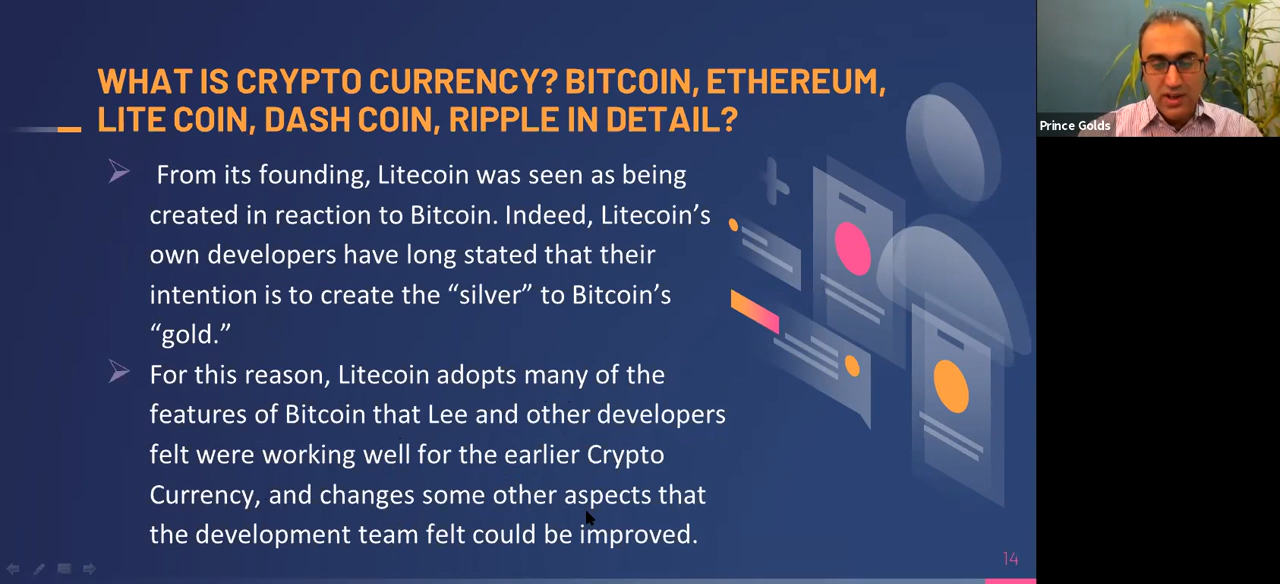 WHAT IS CRYPTO CURRENCY? BITCOIN, ETHEREUM,
LITE COIN, DASH COIN, RIPPLE IN DETAIL?
From its founding, Litecoin was seen as being
created in reaction to Bitcoin. Indeed, Litecoin’s
own developers have long stated that their
intention is to create the “silver” to Bitcoin’s
“gold.”
For this reason, Litecoin adopts many of the
features of Bitcoin that Lee and other developers
felt were working well for the earlier Crypto
Currency, and changes some other aspects that
the development team felt could be improved.
14
Prince Golds